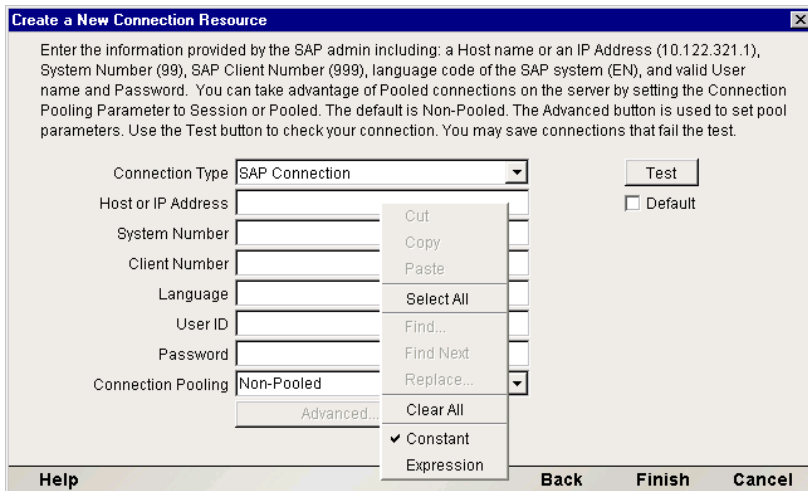 Create a New Connection Resource
Enter the information provided by the SAP admin including: a Host name or an IP Address (10.122.321.1),
System Number (99), SAP Client Number (999), language code of the SAP system (EN), and valid User
name and Password.  You can take advantage of Pooled connections on the server by setting the Connection
Pooling Parameter to Session or Pooled. The default is Non-Pooled. The Advanced button is used to set pool
parameters. Use the Test button to check your connection. You may save connections that fail the test.
Connection Type SAP Connection Test
Host or IP Address Default
System Number
Client Number
Language
User ID
Password
Connection Pooling Non-Pooled
Advanced...
Cut
Copy
Paste
Select All
Find...
Find Next
Replace...
Clear All
Constant
Expression
Help Back Finish Cancel